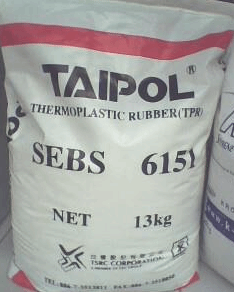 TAIPOL®
THERMOPLASTIC RUBBER(TPR)
SEBS 6151
NET 13kg
TSRC CORPORATION